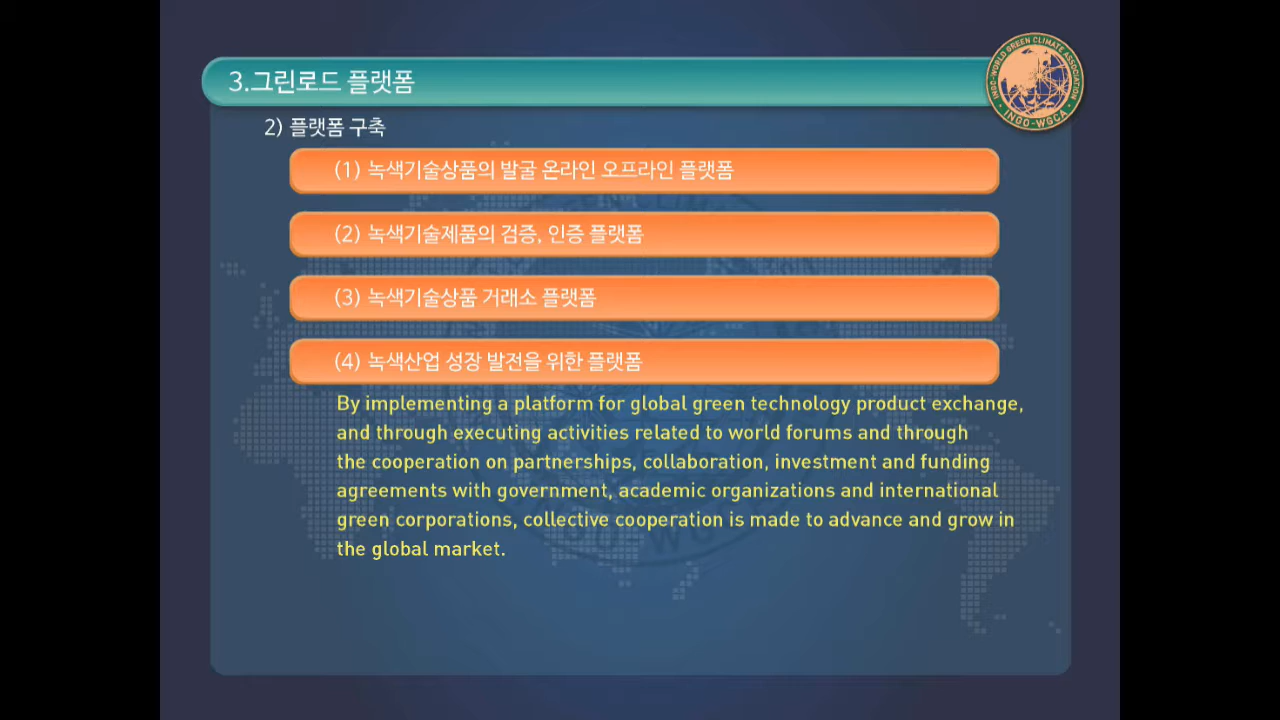 3.그린로드 플랫폼
INGO-WORLD GREEN CLIMATE ASSOCIATION
INGO-WGCA
2) 플랫폼 구축
(1) 녹색기술상품의 발굴 온라인 오프라인 플랫폼
(2) 녹색기술제품의 검증, 인증 플랫폼
(3) 녹색기술상품 거래소 플랫폼
(4) 녹색산업 성장 발전을 위한 플랫폼
By implementing a platform for global green technology product exchange,
and through executing activities related to world forums and through
the cooperation on partnerships, collaboration, investment and funding
agreements with government, academic organizations and international
green corporations, collective cooperation is made to advance and grow in
the global market.